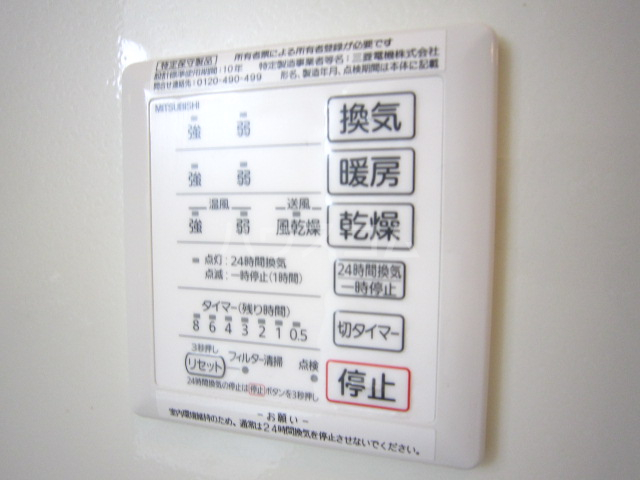 【特定保守製品】 所有者票による所有者登録が必要です
設計標準使用期間：10年 特定製造事業者等名：三菱電機株式会社
問合せ連絡先：0120-490-499 形名、製造年月、点検期間は本体に記載
MITSUBISHI
強 弱 換気
強 弱 暖房
温風 送風
強 弱 風乾燥 乾燥
点灯：24時間換気
点滅：一時停止(1時間)
24時間換気
一時停止
タイマー(残り時間)
8 6 4 3 2 1 0.5
切タイマー
3秒押し
リセット フィルター清掃 点検
24時間換気の停止は停止ボタンを3秒押し
停止
－お願い－
室内環境維持のため、通常は24時間換気を停止させないでください。